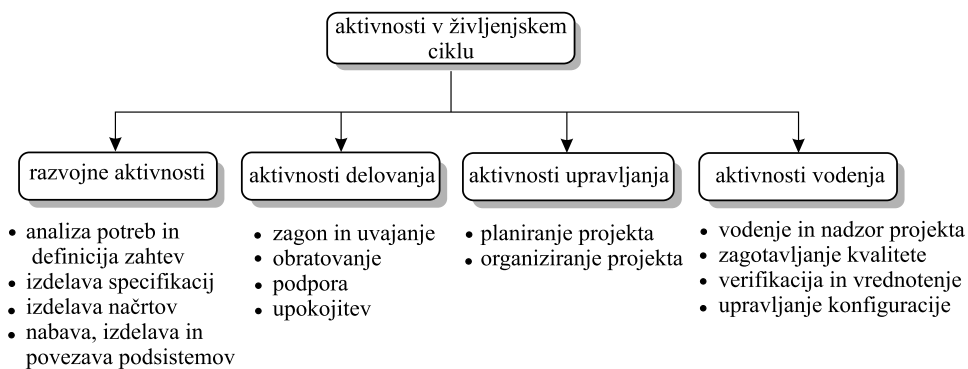 aktivnosti v življenjskem
ciklu
razvojne aktivnosti
• analiza potreb in
definicija zahtev
• izdelava specifikacij
• izdelava načrtov
• nabava, izdelava in
povezava podsistemov
aktivnosti delovanja
• zagon in uvajanje
• obratovanje
• podpora
• upokojitev
aktivnosti upravljanja
• planiranje projekta
• organiziranje projekta
aktivnosti vodenja
• vodenje in nadzor projekta
• zagotavljanje kvalitete
• verifikacija in vrednotenje
• upravljanje konfiguracije